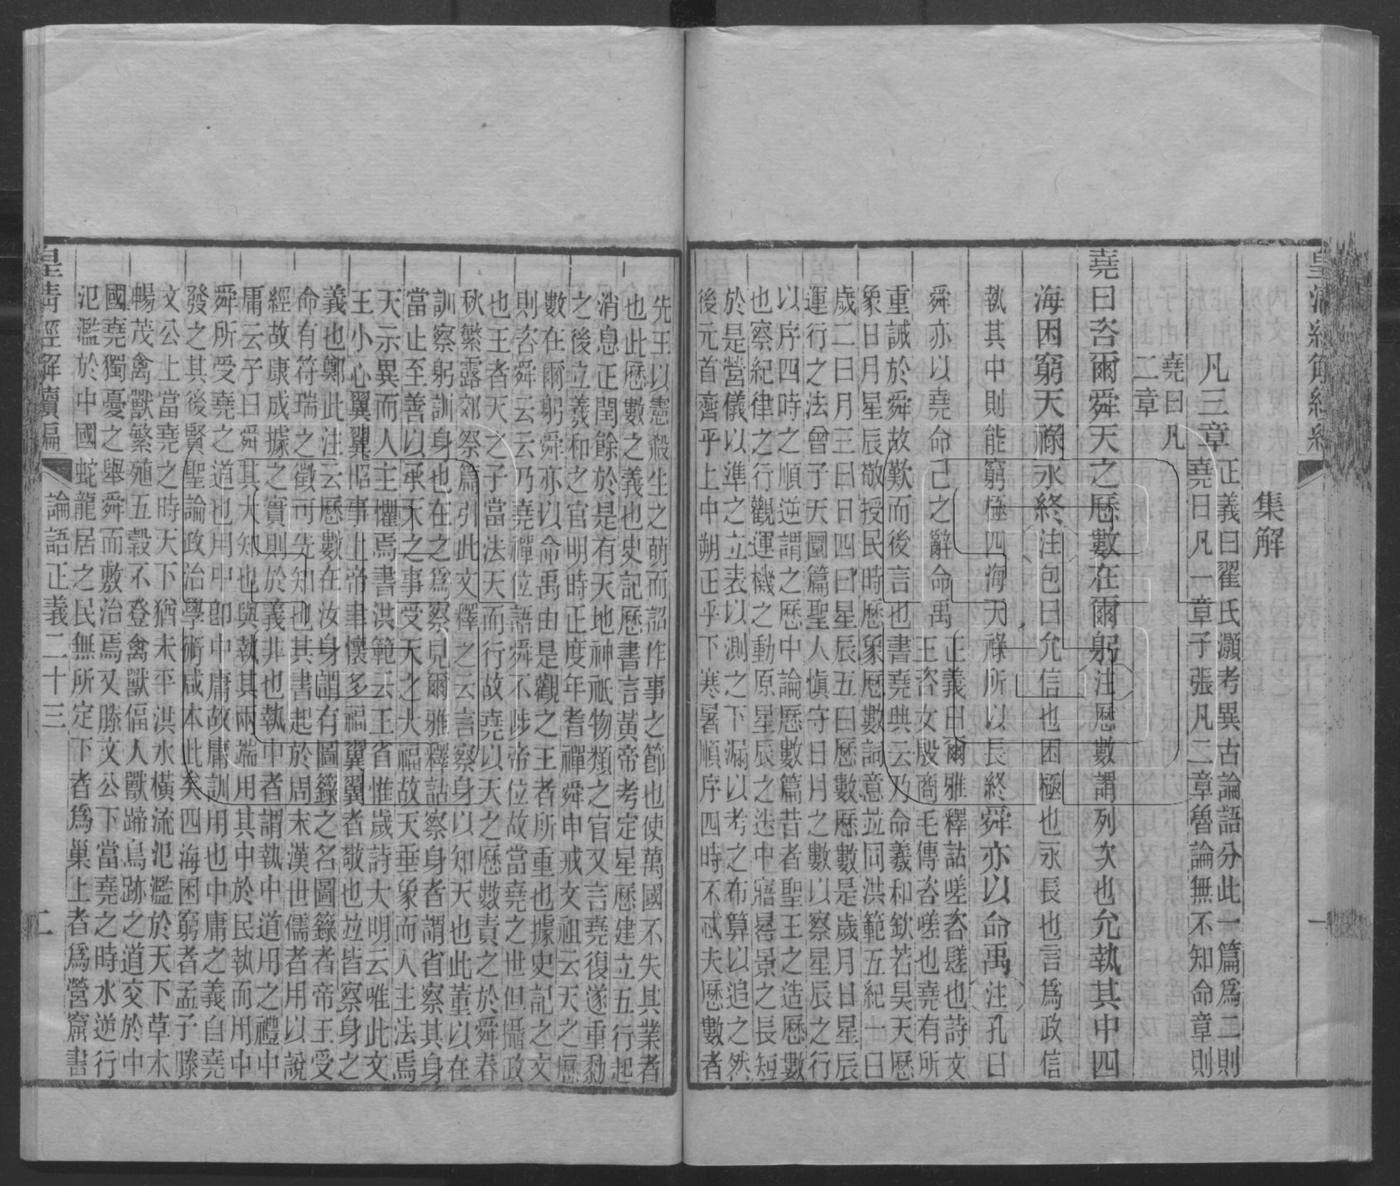 皇清經解續編
集解
凡三章
正義曰翟氏灝考異古論語分此一篇爲二則
堯曰凡一章子張凡二章魯論無不知命章則
堯曰凡
二章
堯曰咨爾舜天之曆數在爾躬注曆數謂列次也允執其中四
海困窮天祿永終注包曰允信也困極也永長也言爲政信
執其中則能窮極四海天祿所以長終舜亦以命禹注孔曰
舜亦以堯命己之辭命禹
正義曰爾雅釋詁嗟咨䰾也詩文
王咨女殷商毛傳咨嗟也堯有所
重誡於舜故歎而後言也書堯典云乃命羲和欽若昊天曆
象日月星辰敬授民時曆象曆數詞意竝同洪範五紀一曰
歲二曰月三曰日四曰星辰五曰曆數曆數是歲月日星辰
運行之法曾子天圜篇聖人愼守日月之數以察星辰之行
以序四時之順逆謂之曆中論曆數篇昔者聖王之造曆數
也察紀律之行觀運機之動原星辰之迭中寤晷景之長短
於是營儀以準之立表以測之下漏以考之布算以追之然
後元首齊乎上中朔正乎下寒暑順序四時不忒夫曆數者
先王以憲殺生之萌而詔作事之節也使萬國不失其業者
也此曆數之義也史記曆書言黃帝考定星曆建立五行起
消息正閏餘於是有天地神祇物類之官又言堯復遂重黎
之後立羲和之官明時正度年耆禪舜申戒文祖云天之曆
數在爾躬舜亦以命禹由是觀之王者所重也據史記之文
則咨舜云云乃堯禪位語舜不陟帝位故當堯之世但攝政
也王者天之子當法天而行故堯以天之曆數責之於舜春
秋繁露郊祭篇引此文釋之云言察身以知天也此董以在
訓察躬訓身也在之爲察見爾雅釋詁察身者謂省察其身
當止至善以承天之事受天之大福故天垂象而人主法焉
天示異而人主懼焉書洪範云王省惟歲詩大明云唯此文
王小心翼翼昭事上帝聿懷多福翼翼者敬也竝皆察身之
義也鄭此注云曆數在汝身謂有圖籙之名圖籙者帝王受
命有符瑞之徵可先知也其書起於周末漢世儒者用以說
經故康成據之實則於義非也執中者謂執中道用之禮中
庸云子曰舜其大知也與執其兩端用其中於民執而用中
舜所受堯之道也用中卽中庸故庸訓用也中庸之義自堯
發之其後賢聖論政治學術咸本此矣四海困窮者孟子滕
文公上當堯之時天下猶未平洪水橫流氾濫於天下草木
暢茂禽獸繁殖五穀不登禽獸偪人獸蹄鳥跡之道交於中
國堯獨憂之舉舜而敷治焉又滕文公下當堯之時水逆行
氾濫於中國蛇龍居之民無所定下者爲巢上者爲營窟書
皇清經解續編
論語正義二十三
二